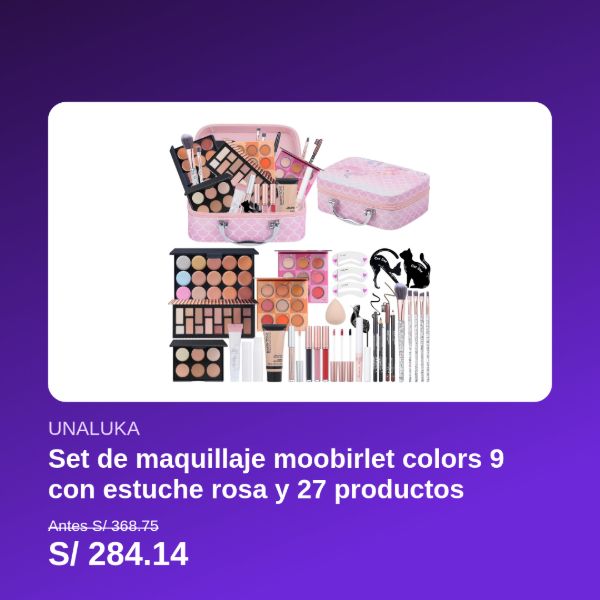 UNALUKA
Set de maquillaje moobirlet colors 9
con estuche rosa y 27 productos
Antes S/ 368.75
S/ 284.14